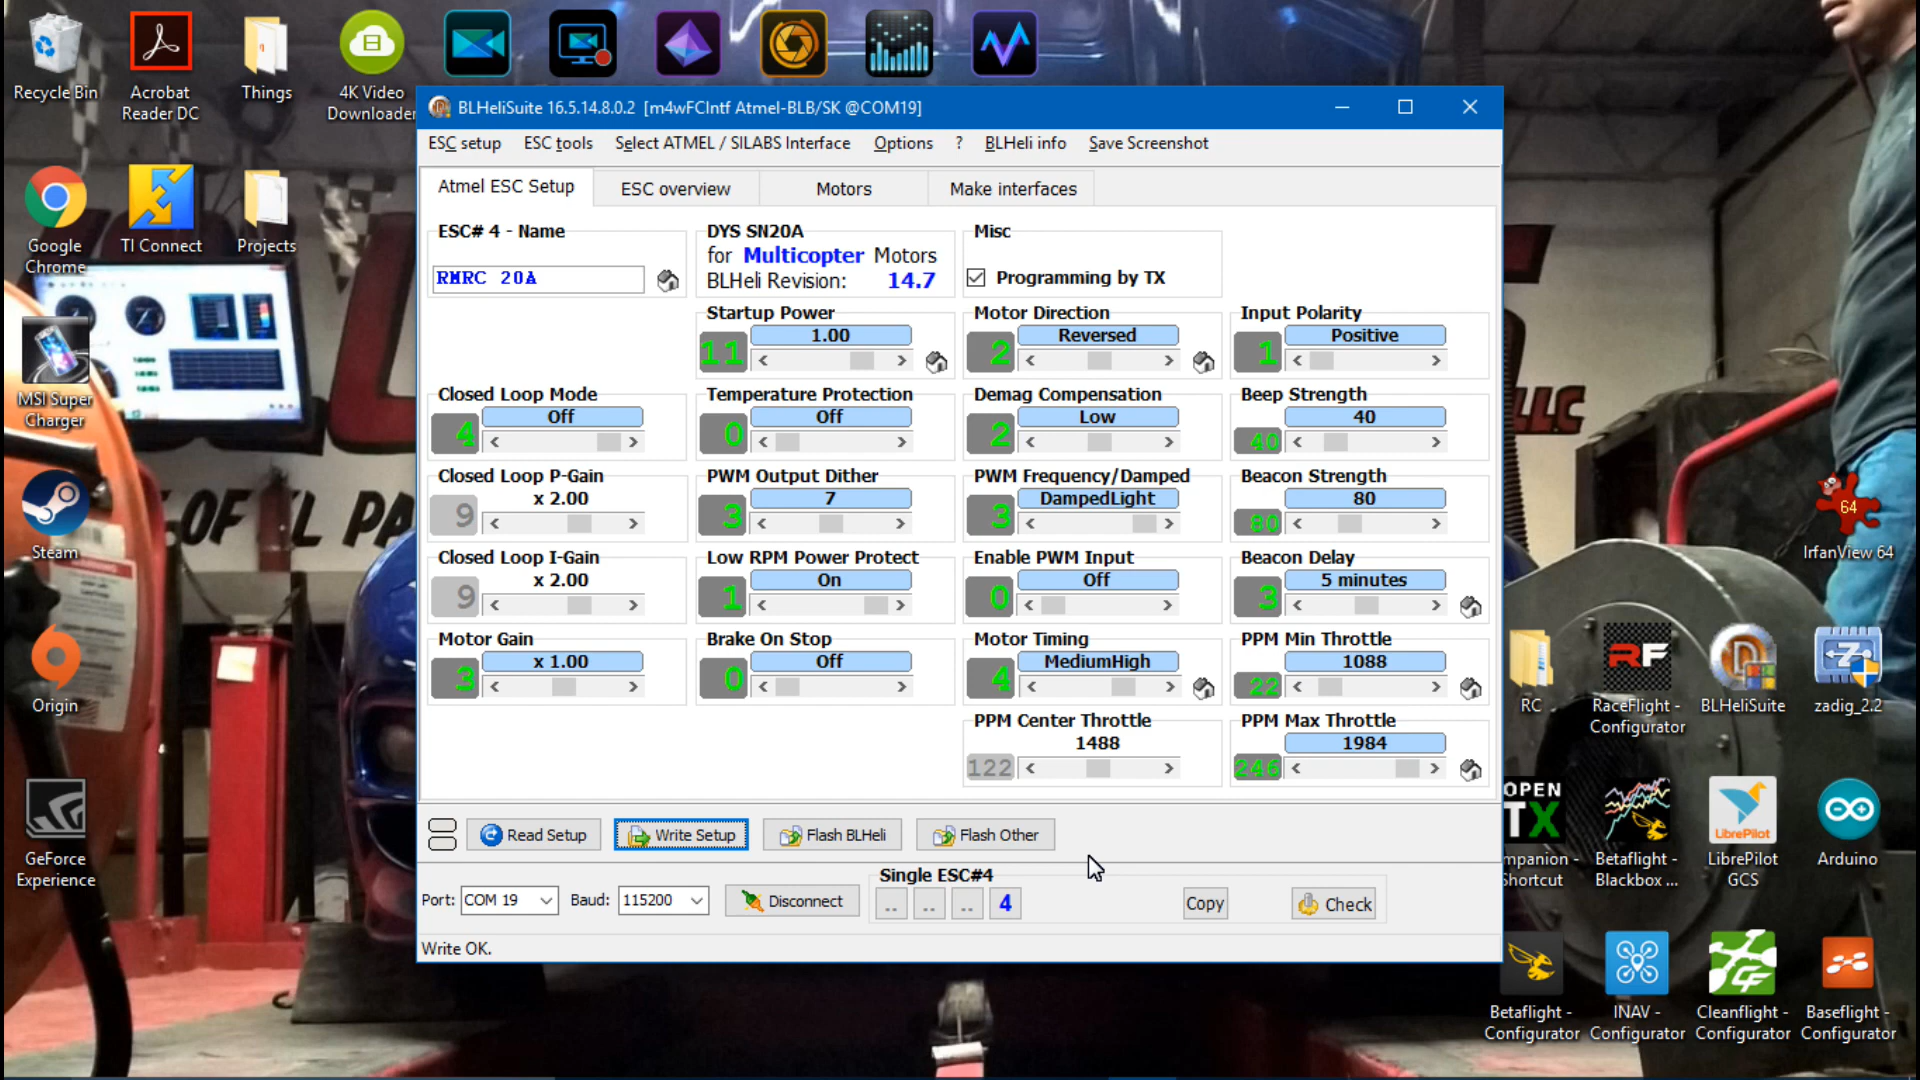 Recycle Bin
Acrobat Reader DC
Things
4K Video Downloader
Google Chrome
TI Connect
Projects
MSI Super Charger
Steam
Origin
GeForce Experience
BLHeliSuite 16.5.14.8.0.2 [m4wFCIntf Atmel-BLB/SK @COM19]
ESC setup ESC tools Select ATMEL / SILABS Interface Options ? BLHeli info Save Screenshot
Atmel ESC Setup ESC overview Motors Make interfaces
ESC# 4 - Name
RMRC 20A
DYS SN20A
for Multicopter Motors
BLHeli Revision: 14.7
Misc
Programming by TX
Startup Power
1.00
11
Motor Direction
Reversed
2
Input Polarity
Positive
1
Closed Loop Mode
Off
4
Temperature Protection
Off
0
Demag Compensation
Low
2
Beep Strength
40
40
Closed Loop P-Gain
x 2.00
9
PWM Output Dither
7
3
PWM Frequency/Damped
DampedLight
3
Beacon Strength
80
80
Closed Loop I-Gain
x 2.00
9
Low RPM Power Protect
On
1
Enable PWM Input
Off
0
Beacon Delay
5 minutes
3
Motor Gain
x 1.00
3
Brake On Stop
Off
0
Motor Timing
MediumHigh
4
PPM Min Throttle
1088
22
PPM Center Throttle
1488
122
PPM Max Throttle
1984
246
Read Setup Write Setup Flash BLHeli Flash Other
Single ESC#4
Port: COM 19 Baud: 115200 Disconnect .. .. .. 4 Copy Check
Write OK.
OF
L PA
LLC
64
IrfanView 64
RC
RF
RaceFlight - Configurator
BLHeliSuite
zadig_2.2
OPEN
TX
mpanion - Shortcut
Betaflight - Blackbox ...
LibrePilot
LibrePilot GCS
Arduino
Betaflight - Configurator
INAV - Configurator
CF
Cleanflight - Configurator
Baseflight - Configurator